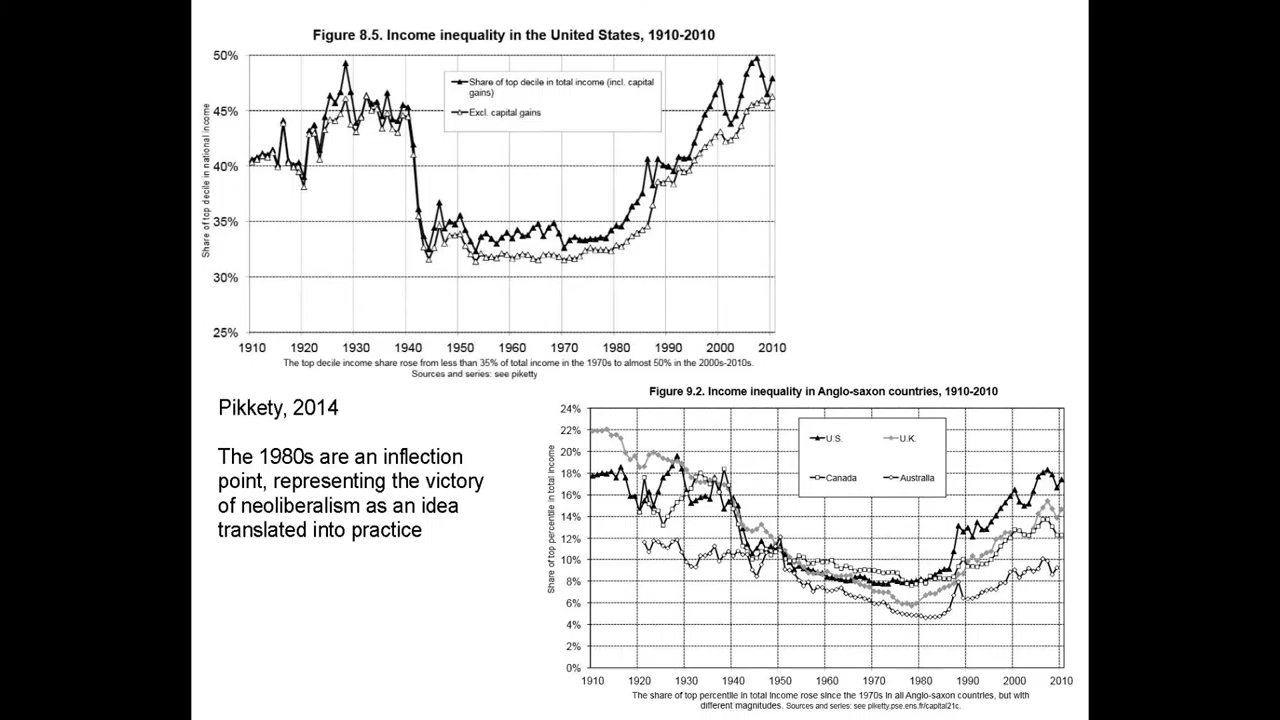 Figure 8.5. Income inequality in the United States, 1910-2010
50%
45%
40%
35%
30%
25%
Share of top decile in national income
Share of top decile in total income (incl. capital
gains)
Excl. capital gains
1910 1920 1930 1940 1950 1960 1970 1980 1990 2000 2010
The top decile income share rose from less than 35% of total income in the 1970s to almost 50% in the 2000s-2010s.
Sources and series: see piketty
Pikkety, 2014
The 1980s are an inflection
point, representing the victory
of neoliberalism as an idea
translated into practice
Figure 9.2. Income inequality in Anglo-saxon countries, 1910-2010
24%
22%
20%
18%
16%
14%
12%
10%
8%
6%
4%
2%
0%
Share of top percentile in total income
U.S. U.K.
Canada Australia
1910 1920 1930 1940 1950 1960 1970 1980 1990 2000 2010
The share of top percentile in total income rose since the 1970s in all Anglo-saxon countries, but with
different magnitudes. Sources and series: see piketty.pse.ens.fr/capital21c.